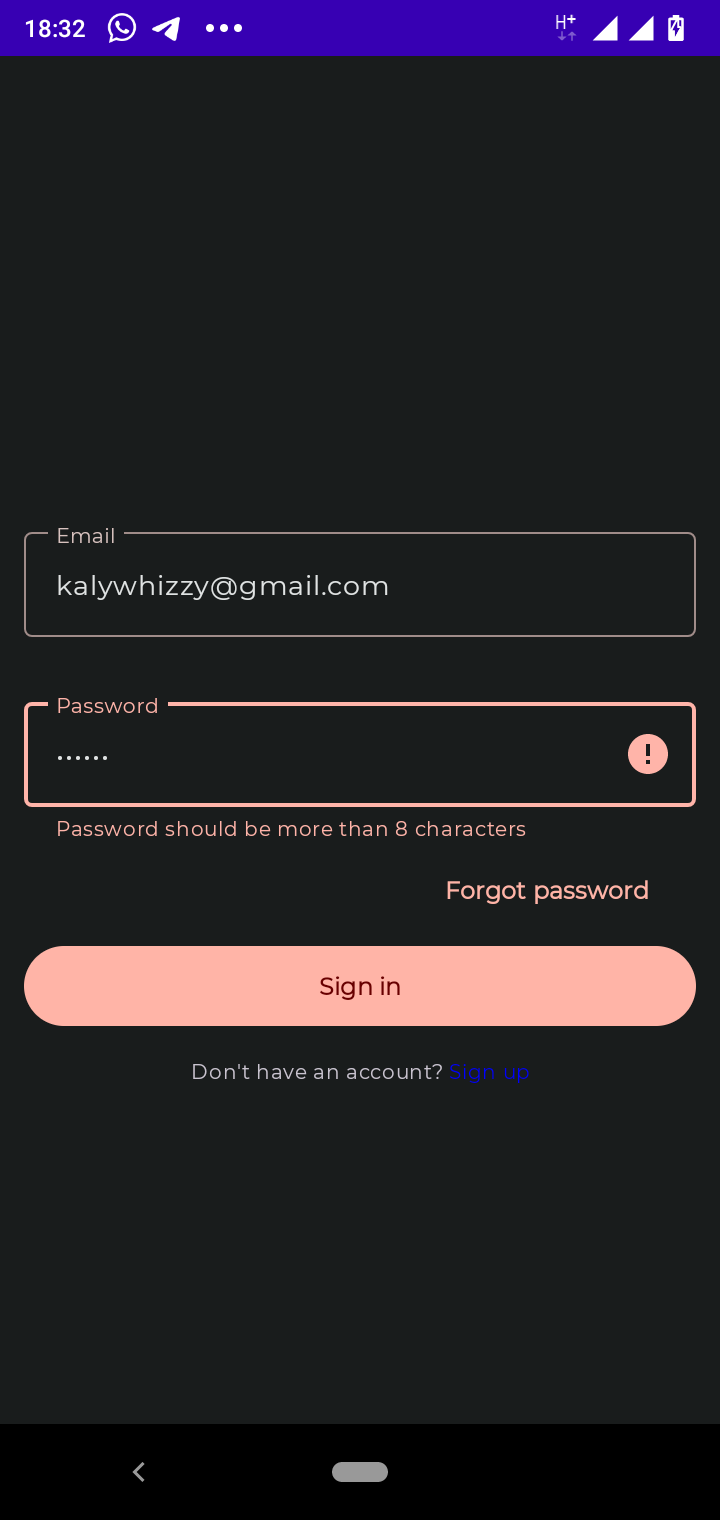 18:32 H+
Email
kalywhizzy@gmail.com
Password
••••••
Password should be more than 8 characters
Forgot password
Sign in
Don't have an account? Sign up